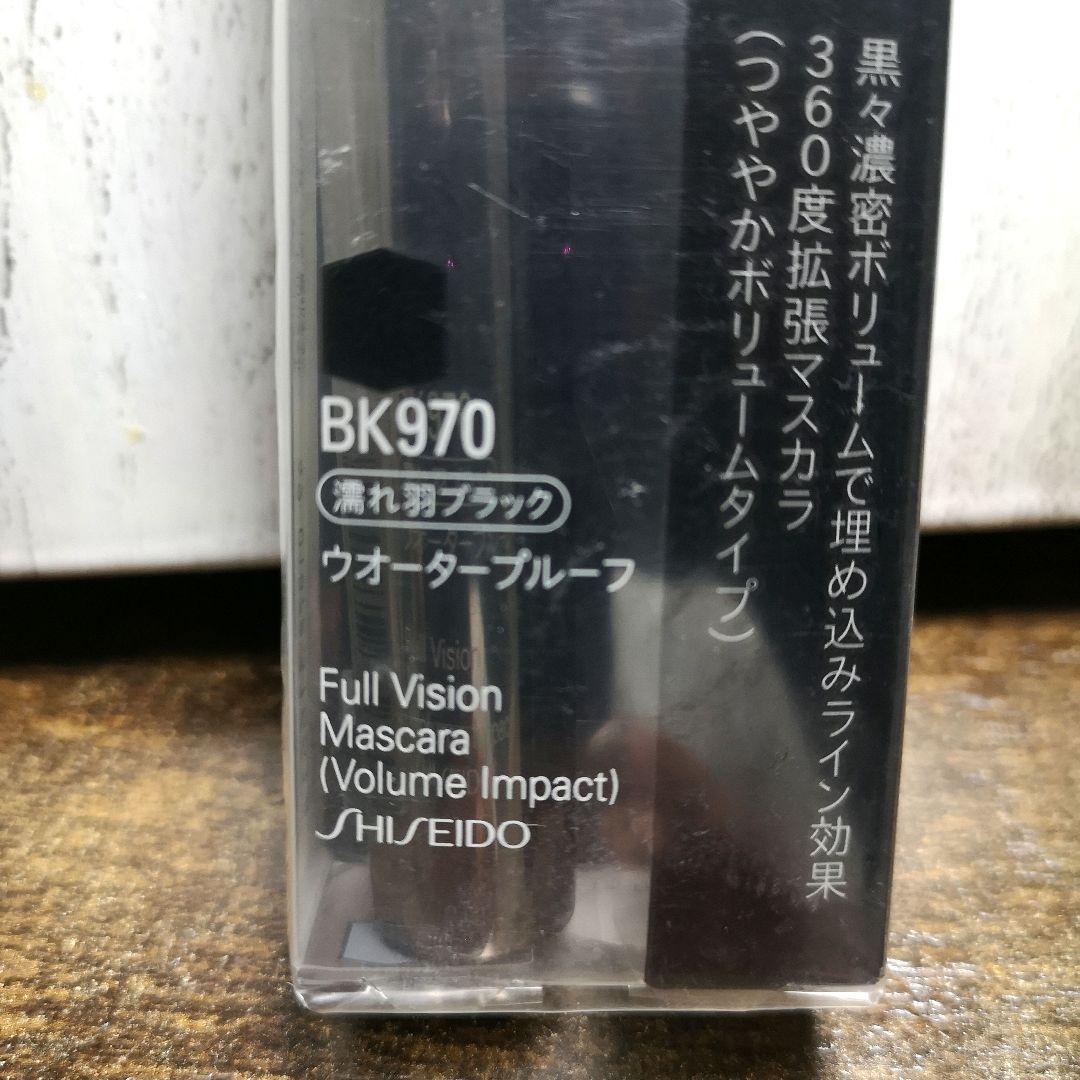 黒々濃密ボリュームで埋め込みライン効果
360度拡張マスカラ
(つややかボリュームタイプ)
BK970
濡れ羽ブラック
ウオータープルーフ
Vision
Full Vision
Mascara
(Volume Impact)
SHISEIDO